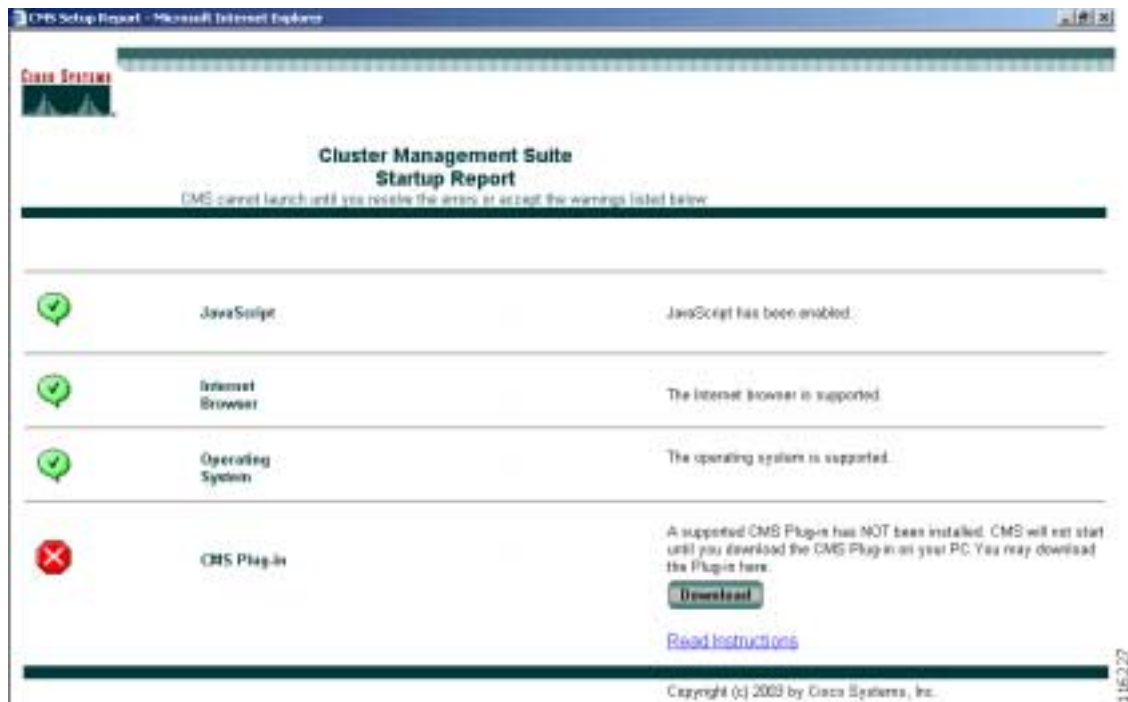 CMS Setup Report - Microsoft Internet Explorer
CISCO SYSTEMS
Cluster Management Suite
Startup Report
CMS cannot launch until you resolve the errors or accept the warnings listed below
JavaScript
JavaScript has been enabled.
Internet
Browser
The Internet browser is supported.
Operating
System
The operating system is supported.
CMS Plug-in
A supported CMS Plug-in has NOT been installed. CMS will not start
until you download the CMS Plug-in on your PC. You may download
the Plug-in here.
Download
Read Instructions
Copyright (c) 2003 by Cisco Systems, Inc.
116227